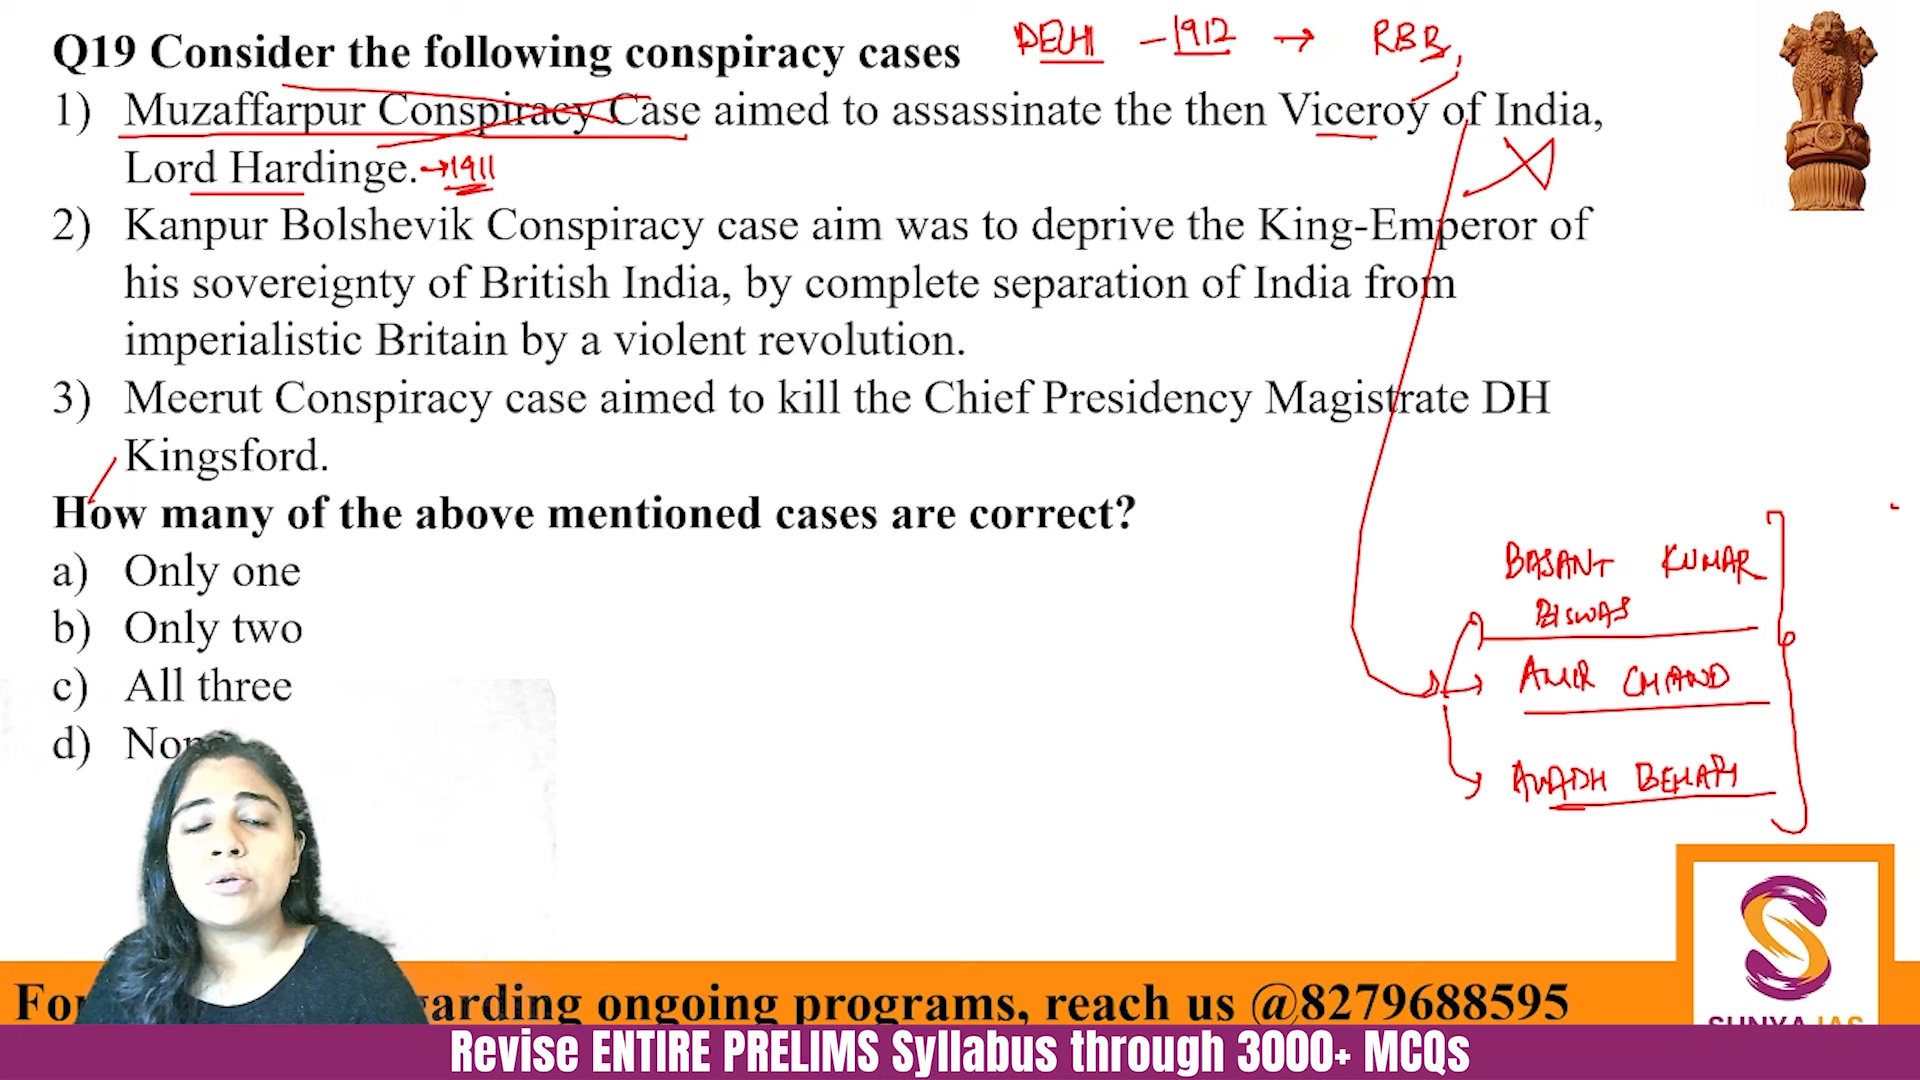 Q19 Consider the following conspiracy cases
DELHI - 1912 → RBB,
1) Muzaffarpur Conspiracy Case aimed to assassinate the then Viceroy of India,
Lord Hardinge. →1911
2) Kanpur Bolshevik Conspiracy case aim was to deprive the King-Emperor of
his sovereignty of British India, by complete separation of India from
imperialistic Britain by a violent revolution.
3) Meerut Conspiracy case aimed to kill the Chief Presidency Magistrate DH
Kingsford.
How many of the above mentioned cases are correct?
a) Only one
b) Only two
c) All three
d)
BASANT KUMAR
BISWAS
AMIR CHAND
AVADH BEHARI
garding ongoing programs, reach us @8279688595
SUNYA IAS
Revise ENTIRE PRELIMS Syllabus through 3000+ MCQs